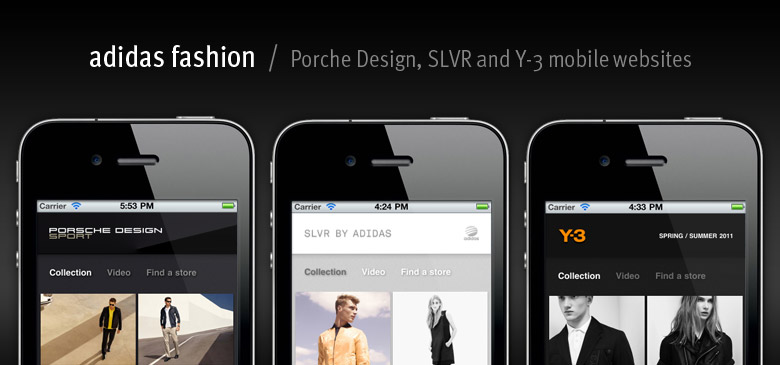 adidas fashion / Porche Design, SLVR and Y-3 mobile websites
Carrier 5:53 PM
PORSCHE DESIGN
SPORT
Collection Video Find a store
Carrier 4:24 PM
SLVR BY ADIDAS
adidas
Collection Video Find a store
Carrier 4:33 PM
Y-3 SPRING / SUMMER 2011
Collection Video Find a store